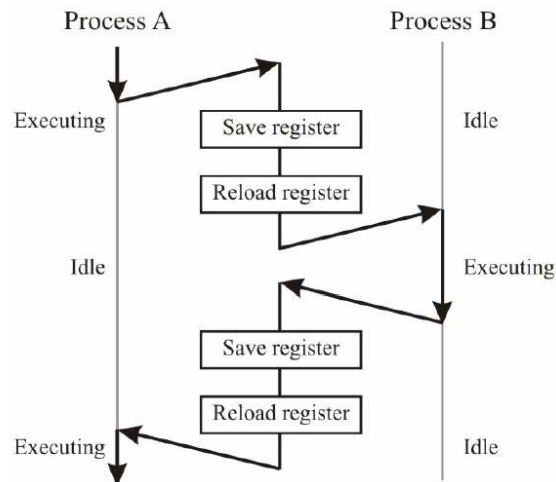 Process A
Process B
Executing
Save register
Idle
Reload register
Idle
Executing
Save register
Reload register
Executing
Idle